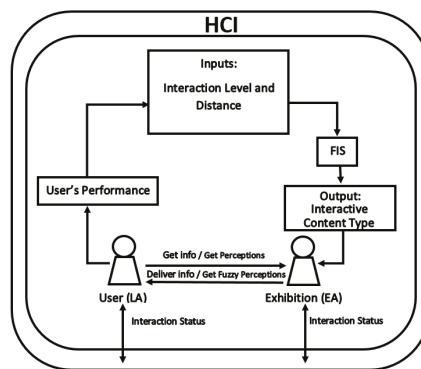 HCI
Inputs:
Interaction Level and
Distance
FIS
User's Performance
Output:
Interactive
Content Type
Get info / Get Perceptions
Deliver info / Get Fuzzy Perceptions
User (LA)
Exhibition (EA)
Interaction Status
Interaction Status